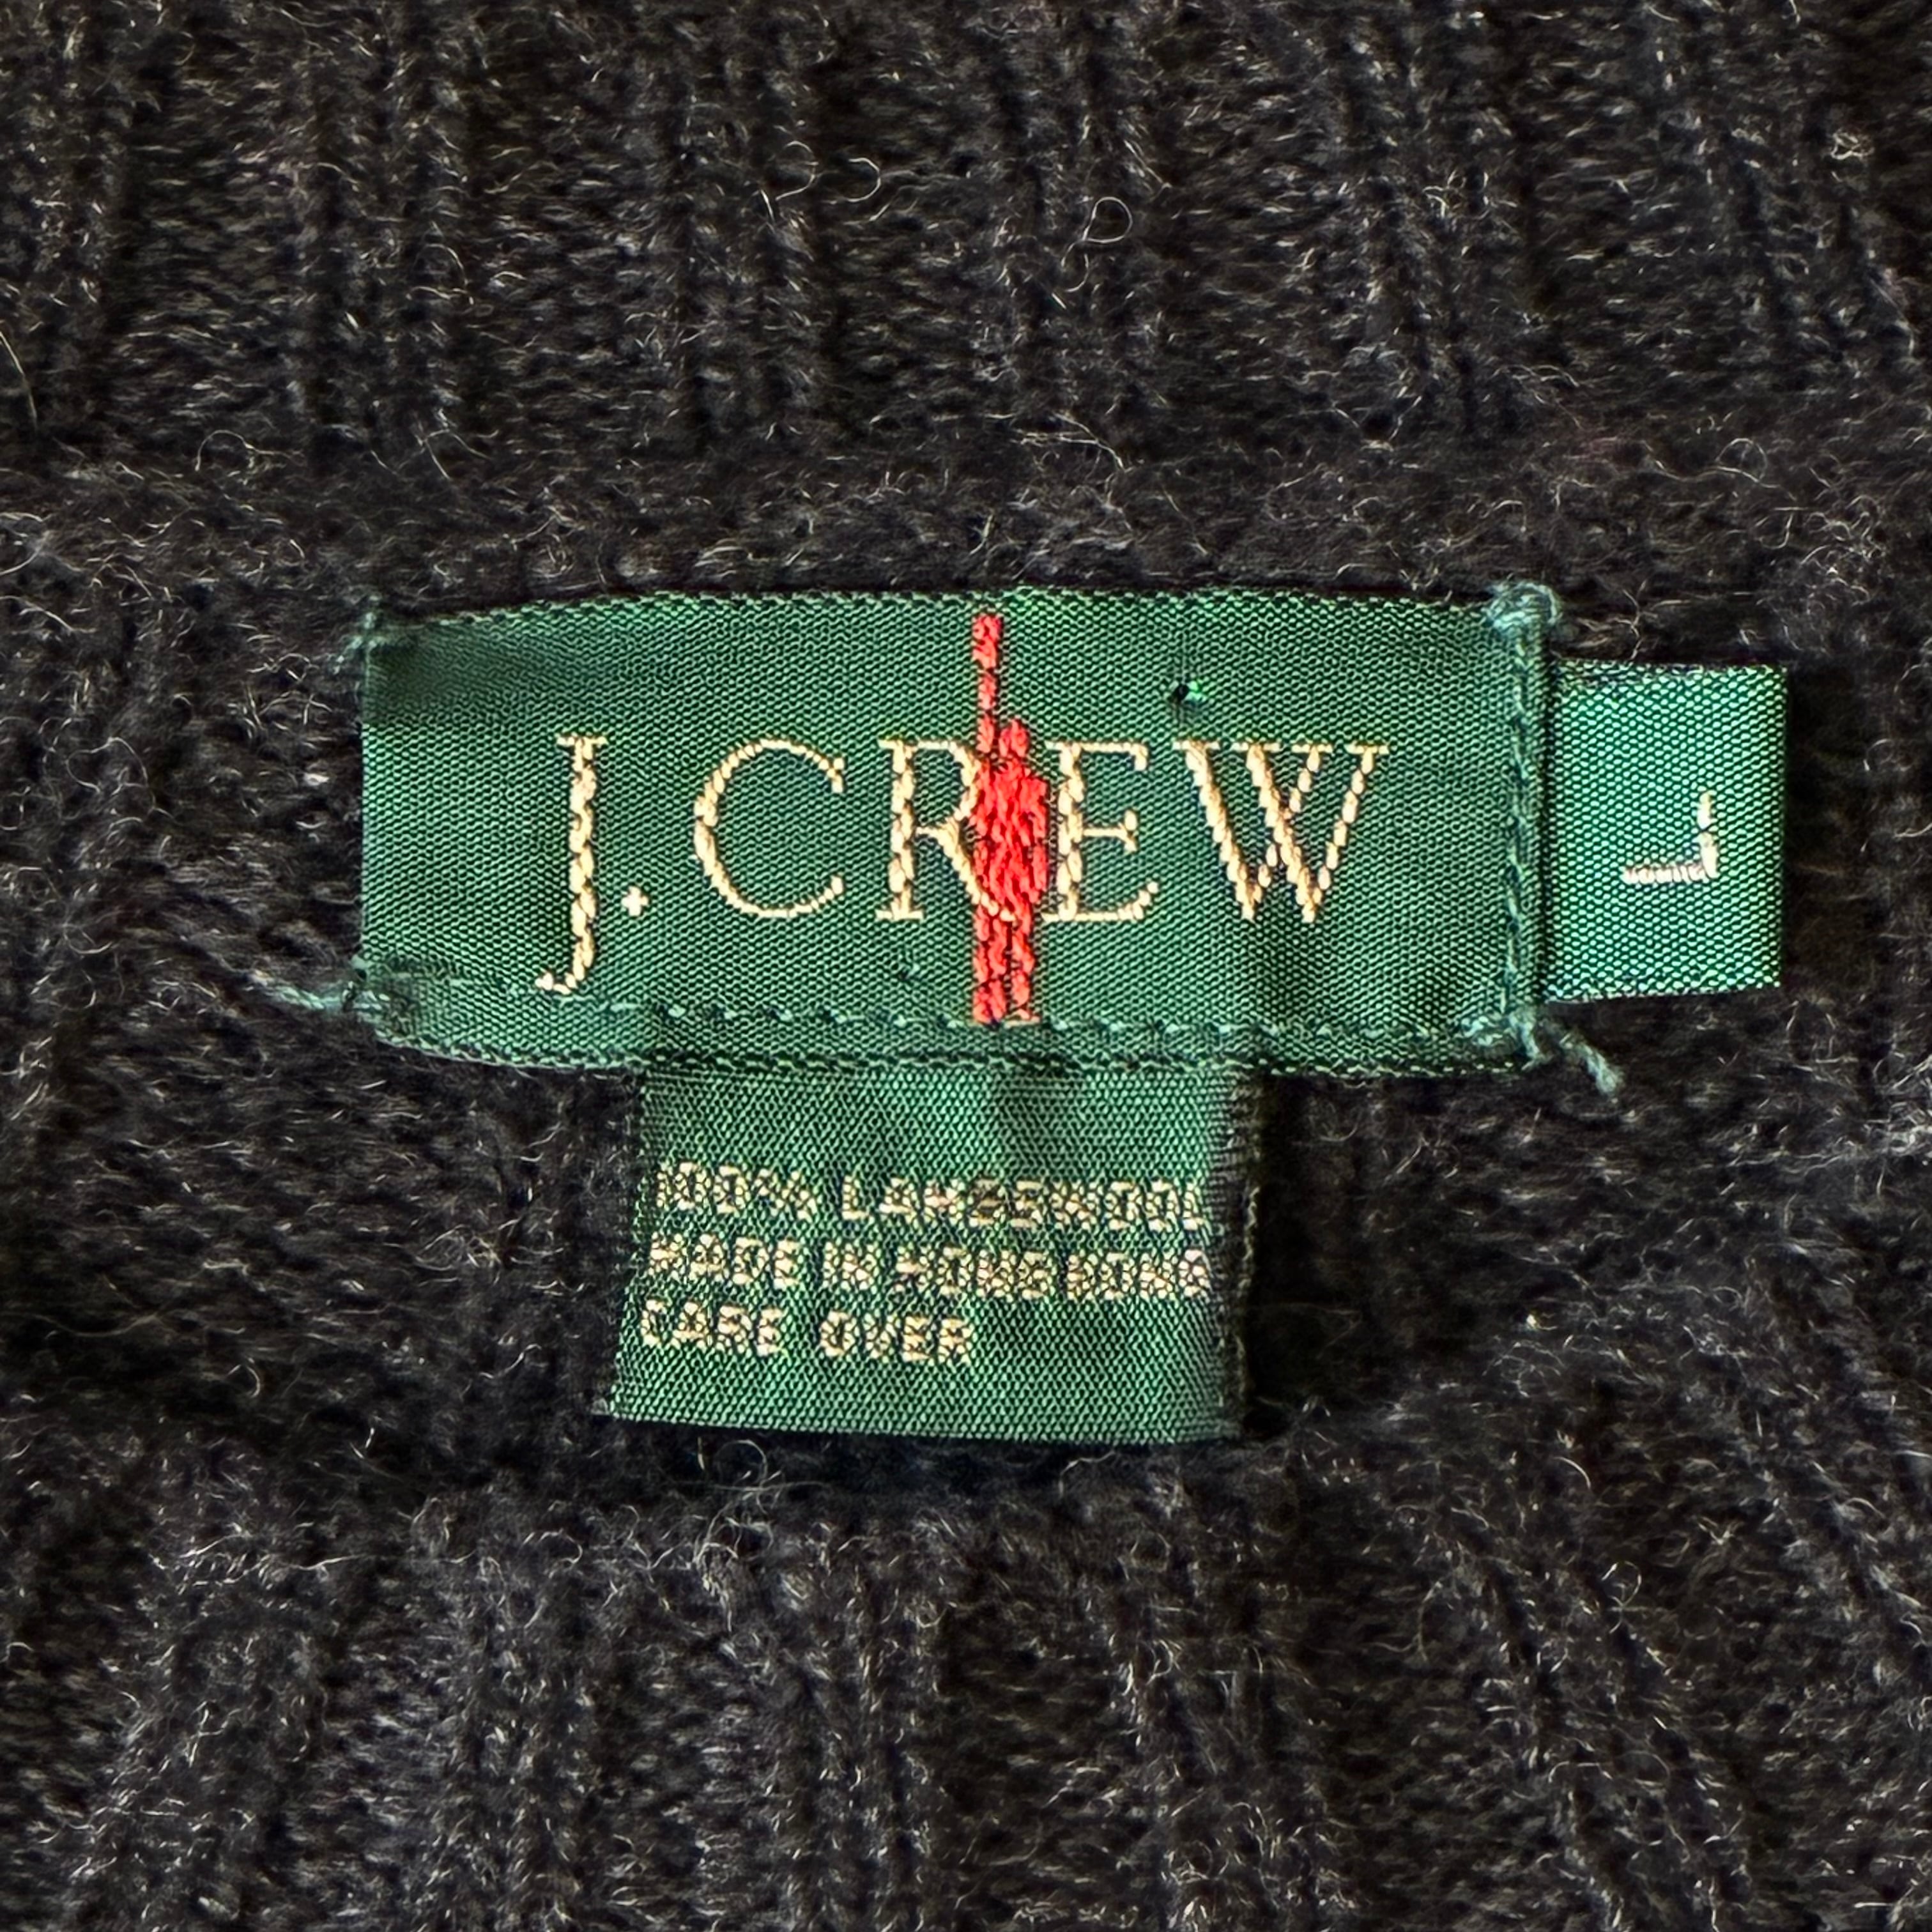 J.CREW
L
100% LAMBSWOOL
MADE IN HONG KONG
CARE OVER